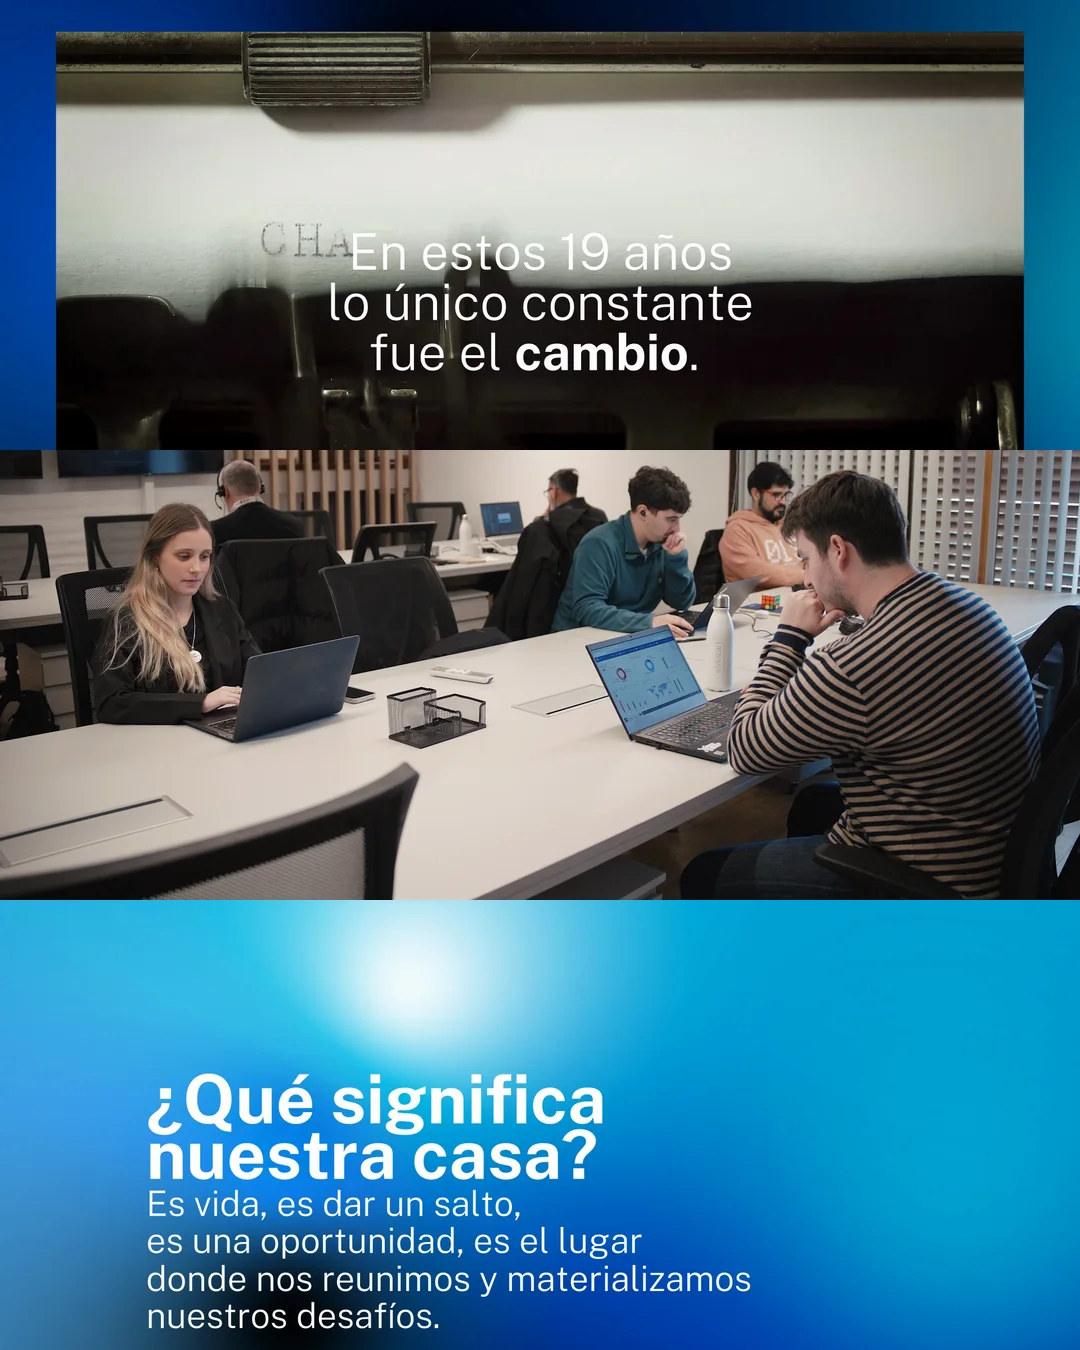 CHA
En estos 19 años
lo único constante
fue el cambio.
¿Qué significa
nuestra casa?
Es vida, es dar un salto,
es una oportunidad, es el lugar
donde nos reunimos y materializamos
nuestros desafíos.